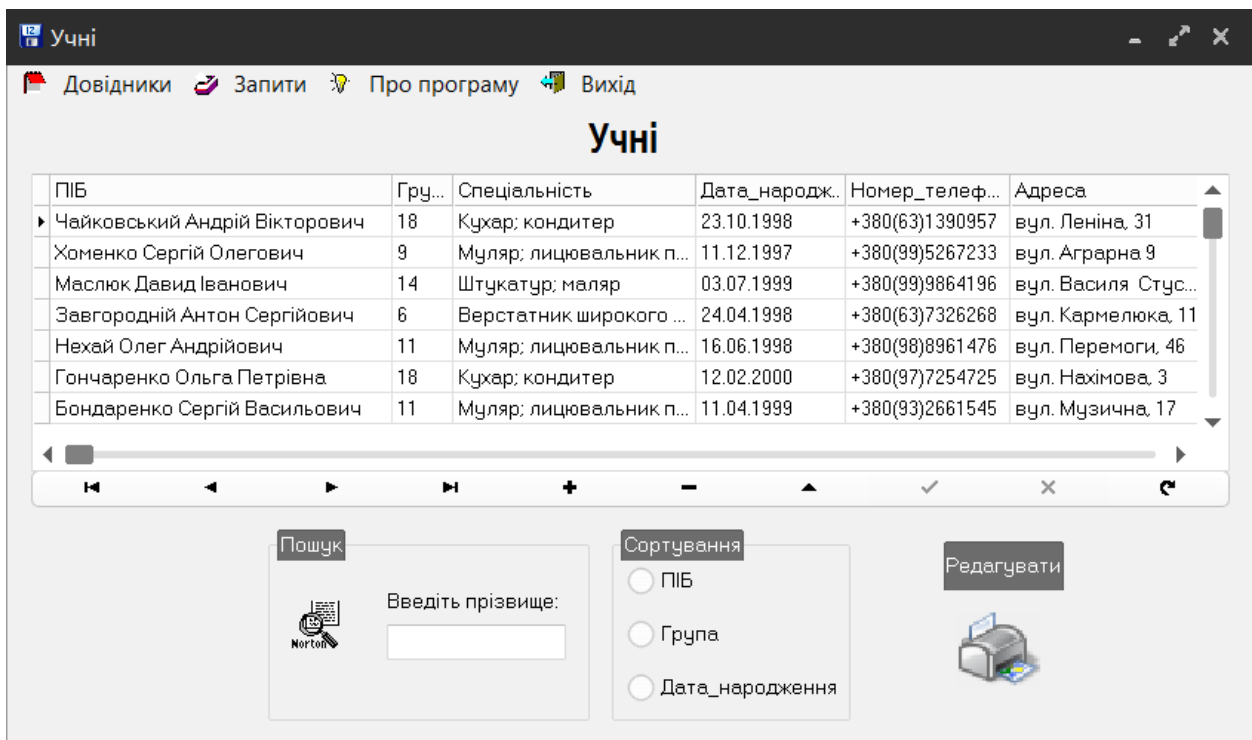 Учні
Довідники Запити Про програму Вихід
Учні
ПІБ Гру... Спеціальність Дата_народж.. Номер_телеф... Адреса
Чайковський Андрій Вікторович 18 Кухар; кондитер 23.10.1998 +380(63)1390957 вул. Леніна, 31
Хоменко Сергій Олегович 9 Муляр; лицювальник п... 11.12.1997 +380(99)5267233 вул. Аграрна 9
Маслюк Давид Іванович 14 Штукатур; маляр 03.07.1999 +380(99)9864196 вул. Василя Стус...
Завгородній Антон Сергійович 6 Верстатник широкого ... 24.04.1998 +380(63)7326268 вул. Кармелюка, 11
Нехай Олег Андрійович 11 Муляр; лицювальник п... 16.06.1998 +380(98)8961476 вул. Перемоги, 46
Гончаренко Ольга Петрівна 18 Кухар; кондитер 12.02.2000 +380(97)7254725 вул. Нахімова, 3
Бондаренко Сергій Васильович 11 Муляр; лицювальник п... 11.04.1999 +380(93)2661545 вул. Музична, 17
Пошук
Введіть прізвище:
Norton
Сортування
ПІБ
Група
Дата_народження
Редагувати